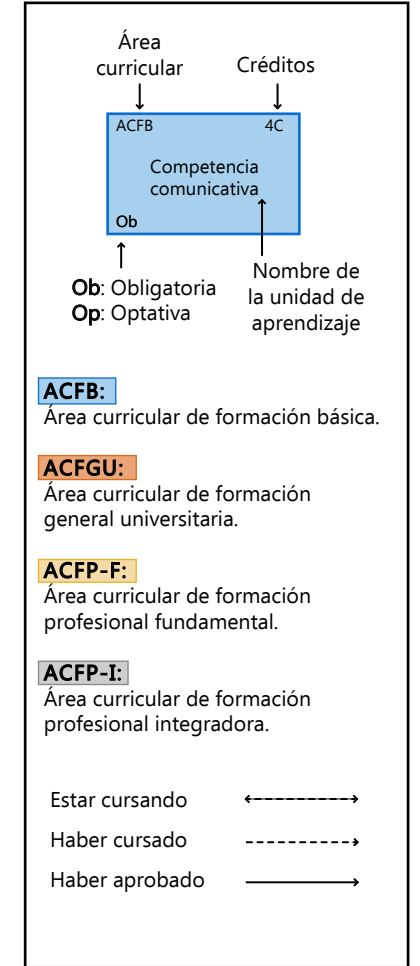 Área
curricular
Créditos
ACFB 4C
Competencia
comunicativa
Ob
Ob: Obligatoria
Op: Optativa
Nombre de
la unidad de
aprendizaje
ACFB:
Área curricular de formación básica.
ACFGU:
Área curricular de formación
general universitaria.
ACFP-F:
Área curricular de formación
profesional fundamental.
ACFP-I:
Área curricular de formación
profesional integradora.
Estar cursando
Haber cursado
Haber aprobado